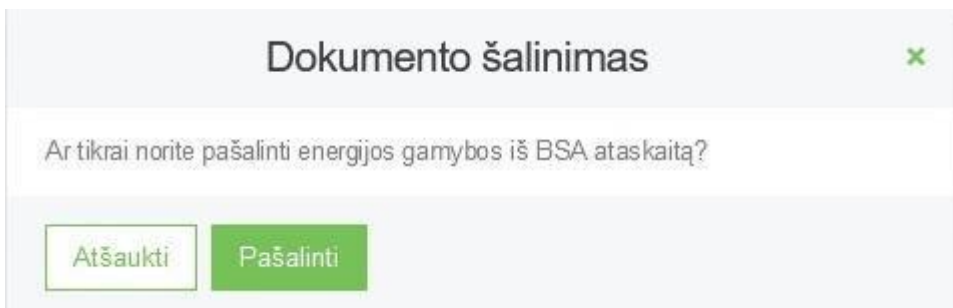 Dokumento šalinimas
Ar tikrai norite pašalinti energijos gamybos iš BSA ataskaitą?
Atšaukti
Pašalinti